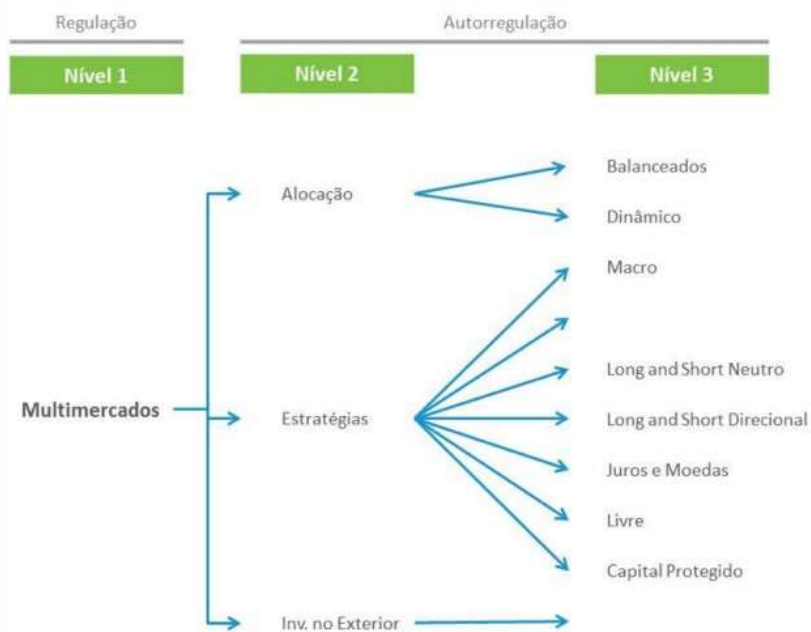 Regulação
Autorregulação
Nível 1
Nível 2
Nível 3
Balanceados
Alocação
Dinâmico
Macro
Long and Short Neutro
Multimercados
Estratégias
Long and Short Direcional
Juros e Moedas
Livre
Capital Protegido
Inv. no Exterior